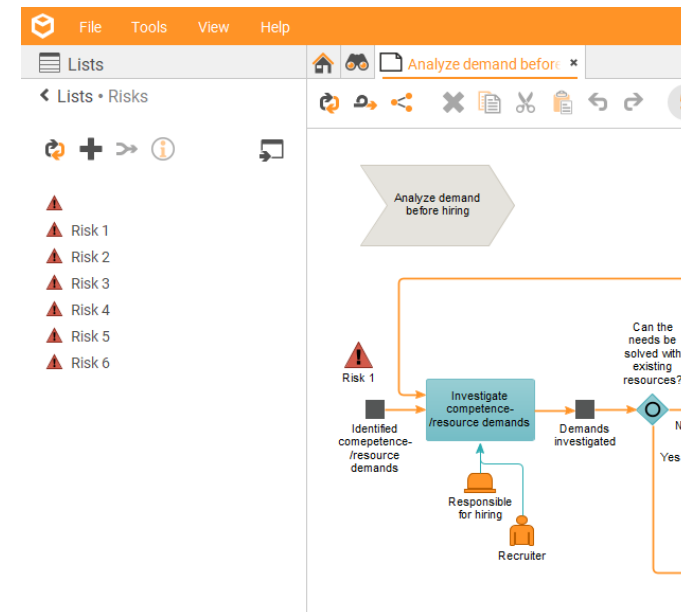 File Tools View Help
Lists
Analyze demand before
Lists • Risks
Risk 1
Risk 2
Risk 3
Risk 4
Risk 5
Risk 6
Analyze demand
before hiring
Can the
needs be
solved with
existing
resources?
Risk 1
Investigate
competence-
/resource demands
Identified
comepetence-
/resource
demands
Demands
investigated
N
Yes
Responsible
for hiring
Recruiter